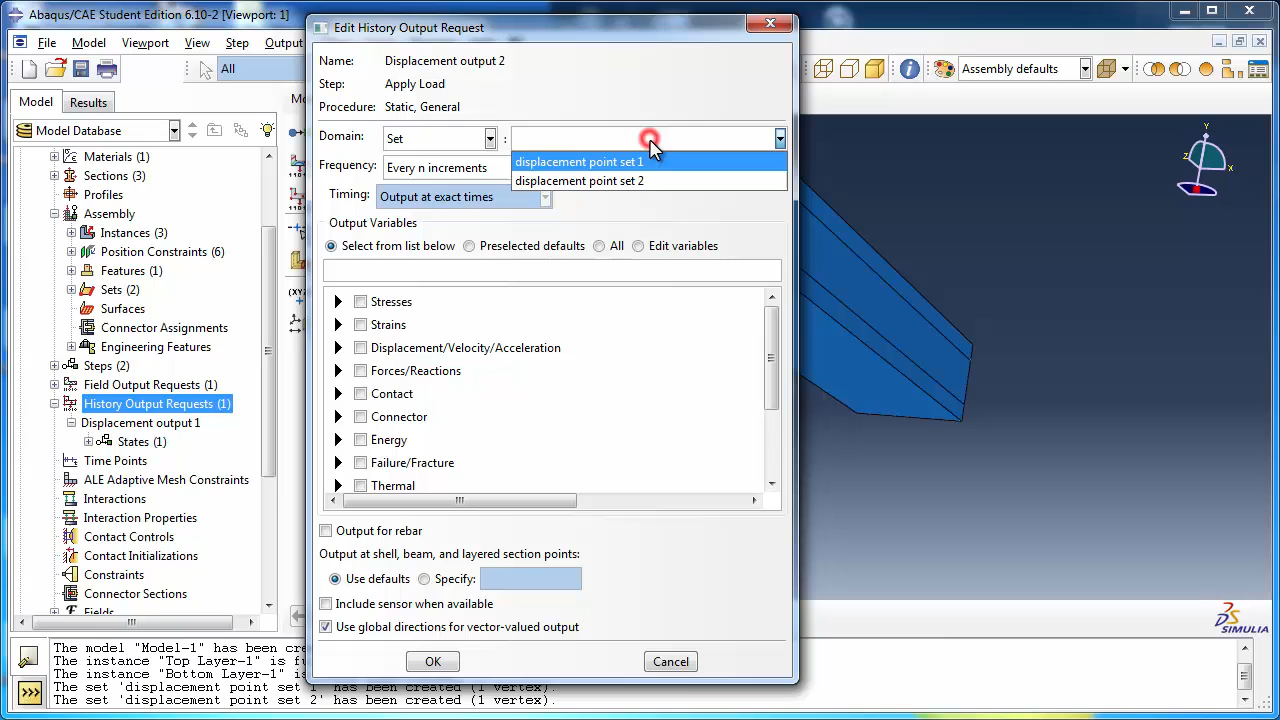 Abaqus/CAE Student Edition 6.10-2 [Viewport: 1]
File Model Viewport View Step Output
All
Assembly defaults
Model Results
Model Database
Materials (1)
Sections (3)
Profiles
Assembly
Instances (3)
Position Constraints (6)
Features (1)
Sets (2)
Surfaces
Connector Assignments
Engineering Features
Steps (2)
Field Output Requests (1)
History Output Requests (1)
Displacement output 1
States (1)
Time Points
ALE Adaptive Mesh Constraints
Interactions
Interaction Properties
Contact Controls
Contact Initializations
Constraints
Connector Sections
Fields
Edit History Output Request
Name: Displacement output 2
Step: Apply Load
Procedure: Static, General
Domain: Set :
displacement point set 1
displacement point set 2
Frequency: Every n increments
Timing: Output at exact times
Output Variables
Select from list below Preselected defaults All Edit variables
Stresses
Strains
Displacement/Velocity/Acceleration
Forces/Reactions
Contact
Connector
Energy
Failure/Fracture
Thermal
Output for rebar
Output at shell, beam, and layered section points:
Use defaults Specify:
Include sensor when available
Use global directions for vector-valued output
OK Cancel
Y
Z
X
SIMULIA
The model "Model-1" has been crea
The instance "Top Layer-1" is fu
The instance "Bottom Layer-1" is
The set 'displacement point set 1' has been created (1 vertex).
The set 'displacement point set 2' has been created (1 vertex).